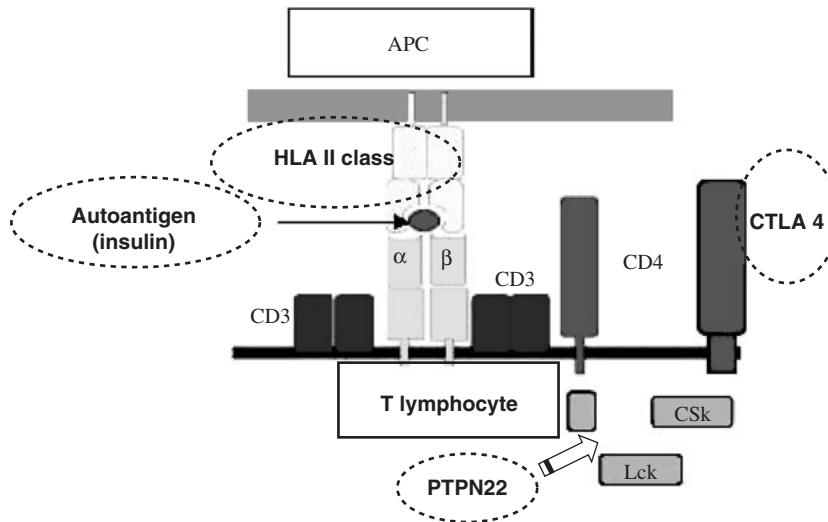 APC
HLA II class
Autoantigen
(insulin)
CTLA 4
α
β
CD3
CD4
CD3
T lymphocyte
CSk
Lck
PTPN22